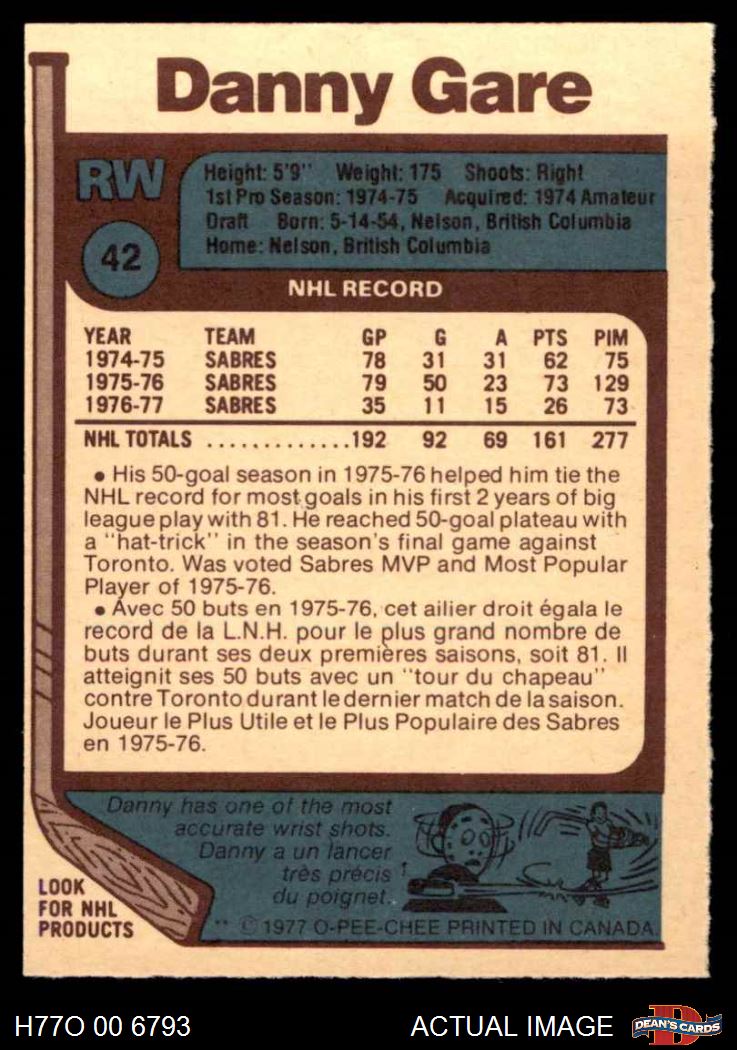 Danny Gare
RW
42
Height: 5'9" Weight: 175 Shoots: Right
1st Pro Season: 1974-75 Acquired: 1974 Amateur
Draft Born: 5-14-54, Nelson, British Columbia
Home: Nelson, British Columbia
NHL RECORD
YEAR TEAM GP G A PTS PIM
1974-75 SABRES 78 31 31 62 75
1975-76 SABRES 79 50 23 73 129
1976-77 SABRES 35 11 15 26 73
NHL TOTALS .............192 92 69 161 277
• His 50-goal season in 1975-76 helped him tie the
NHL record for most goals in his first 2 years of big
league play with 81. He reached 50-goal plateau with
a "hat-trick" in the season's final game against
Toronto. Was voted Sabres MVP and Most Popular
Player of 1975-76.
• Avec 50 buts en 1975-76, cet ailier droit égala le
record de la L.N.H. pour le plus grand nombre de
buts durant ses deux premières saisons, soit 81. Il
atteignit ses 50 buts avec un "tour du chapeau"
contre Toronto durant le dernier match de la saison.
Joueur le Plus Utile et le Plus Populaire des Sabres
en 1975-76.
Danny has one of the most
accurate wrist shots.
Danny a un lancer
très précis
du poignet.
LOOK
FOR NHL
PRODUCTS
** © 1977 O-PEE-CHEE PRINTED IN CANADA
H77O 00 6793
ACTUAL IMAGE
DEAN'S CARDS